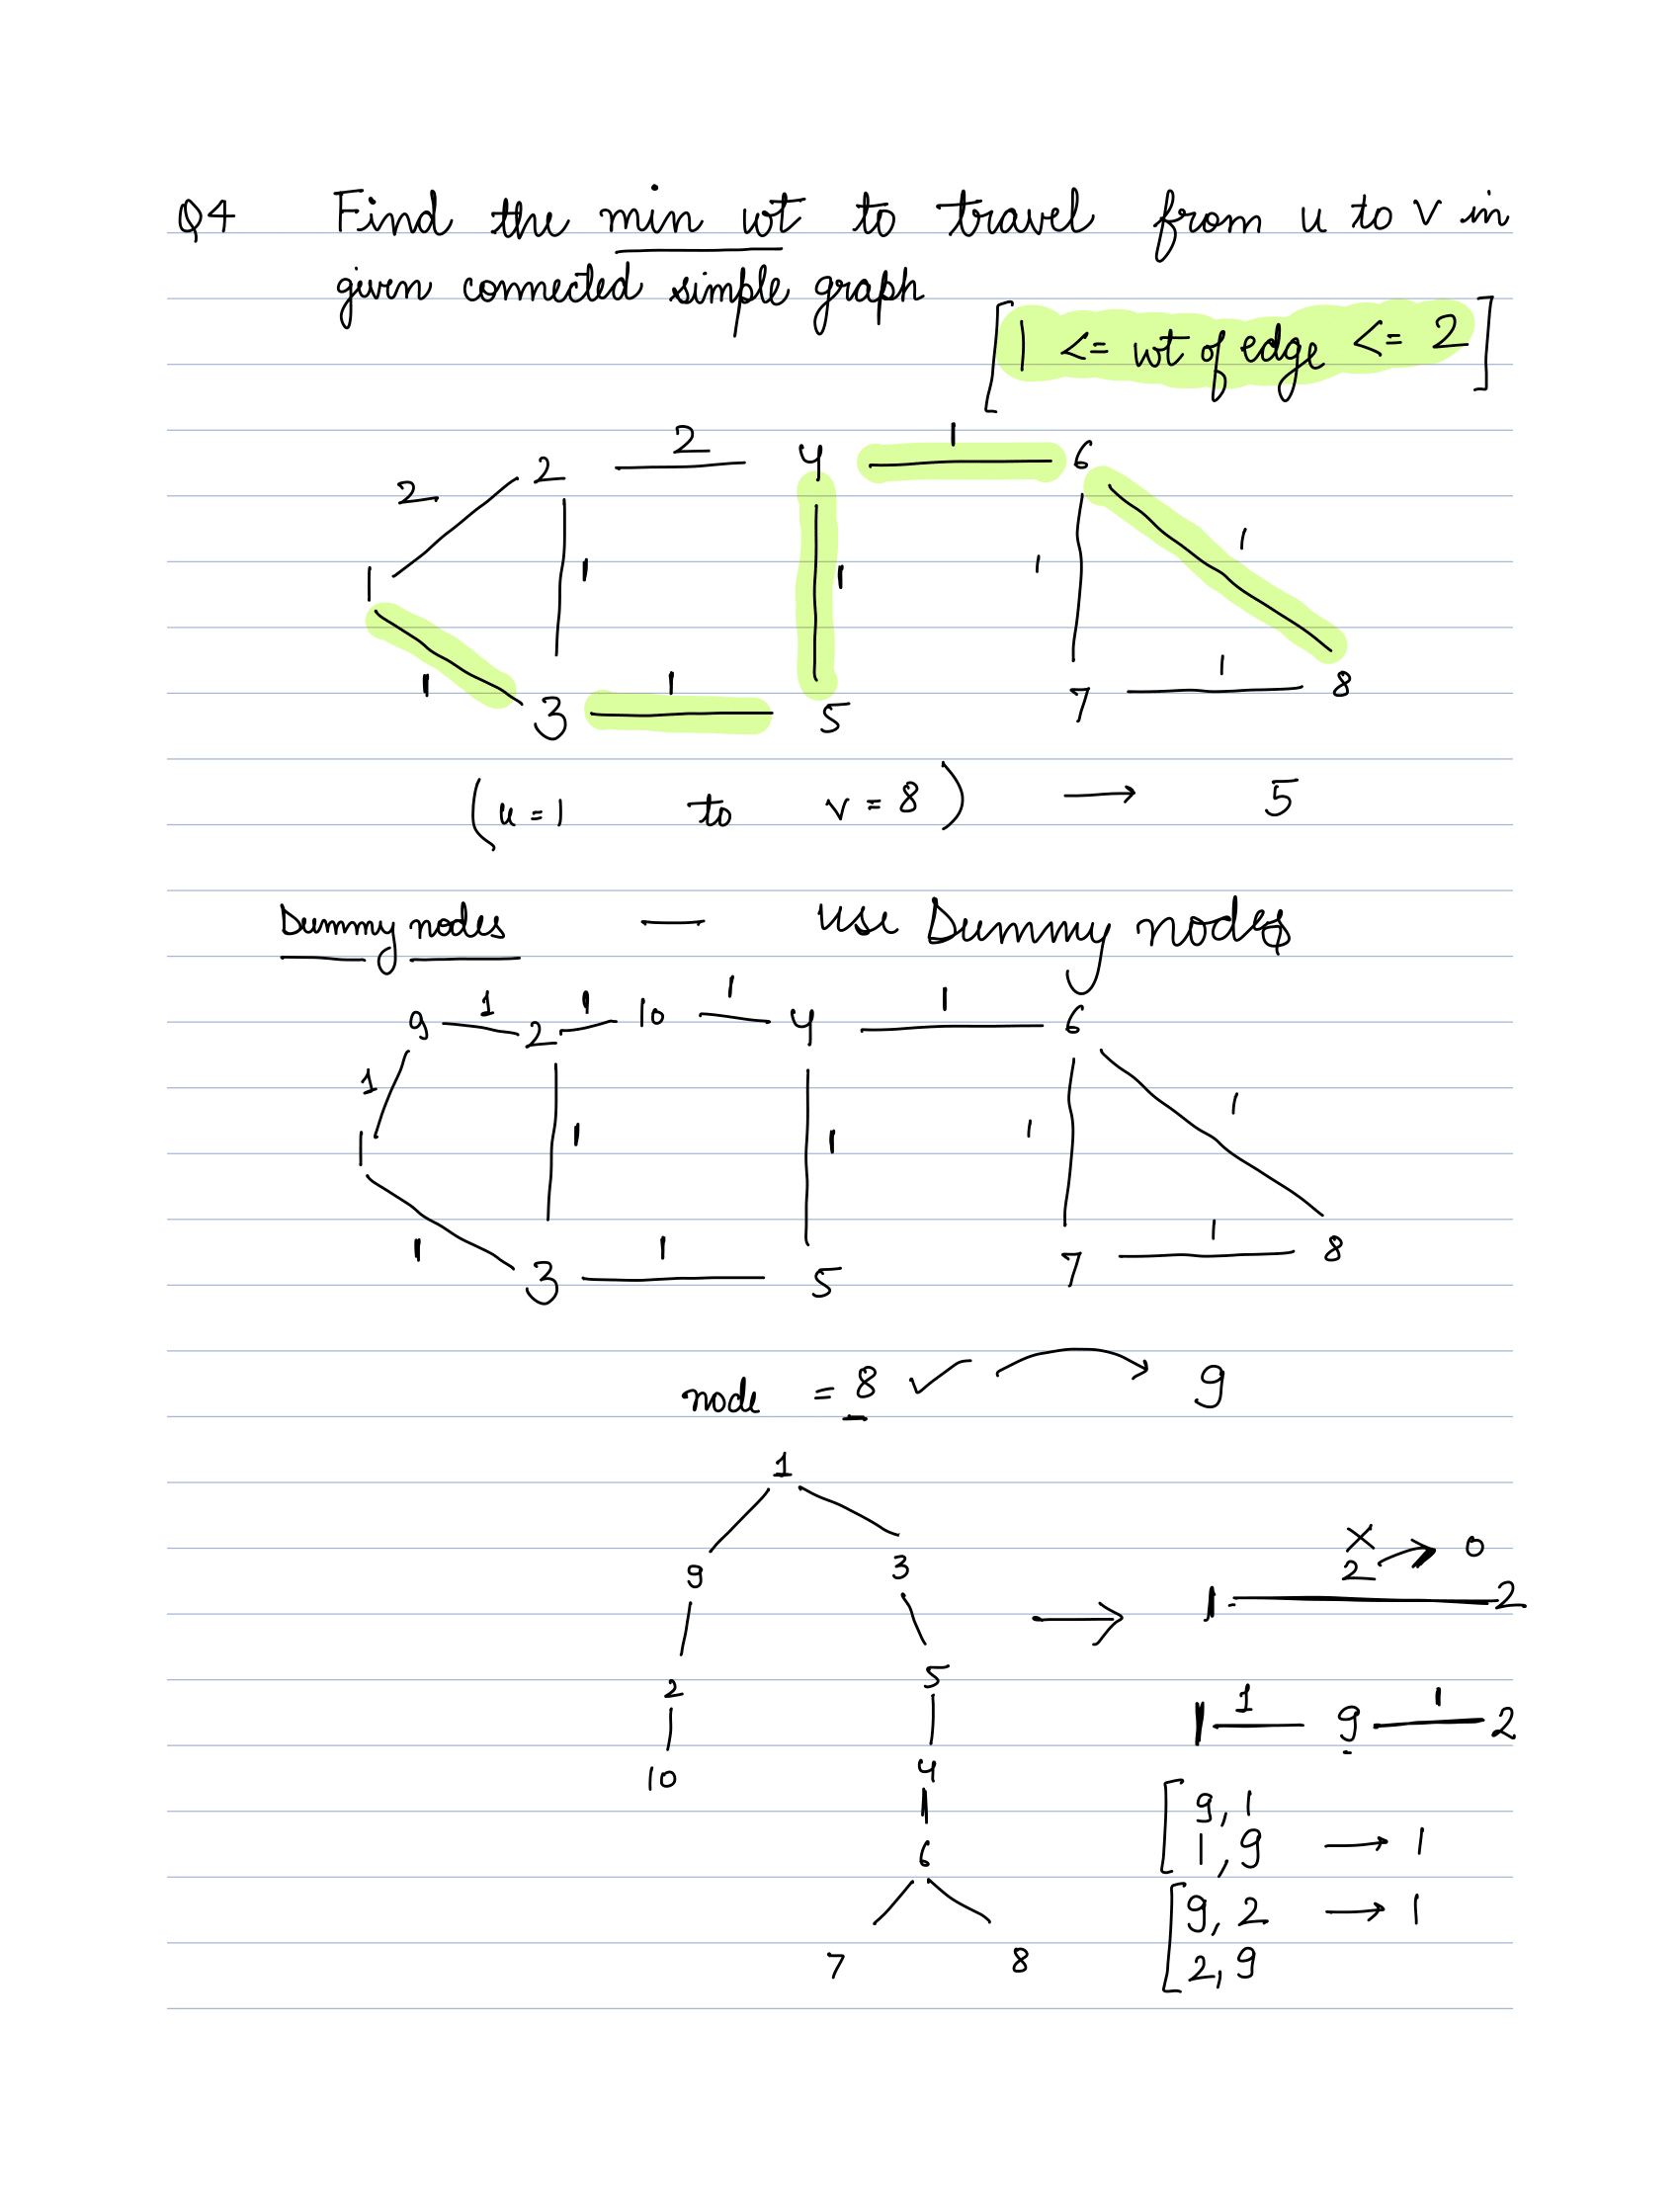 Q4 Find the min wt to travel from u to v in
given connected simple graph
[1 <= wt of edge <= 2]
2 2 2 4 1 6
1 1 1 1 1
1 3 1 5 7 1 8
(u=1 to v=8) → 5
Dummy nodes — use Dummy nodes
9 1 2 1 10 1 4 1 6
1
1 1 1 1 1
1 3 1 5 7 1 8
node = 8 ✓ → 9
1
9 3
x
2 → 0
1 2
2 5
1 1 9 1 2
10 4
9, 1
6
1, 9 → 1
9, 2 → 1
7 8
2, 9